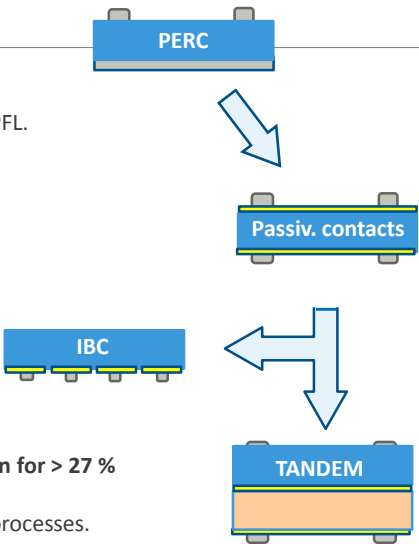 PERC
FL.
Passiv. contacts
IBC
n for > 27 %
TANDEM
rocesses.